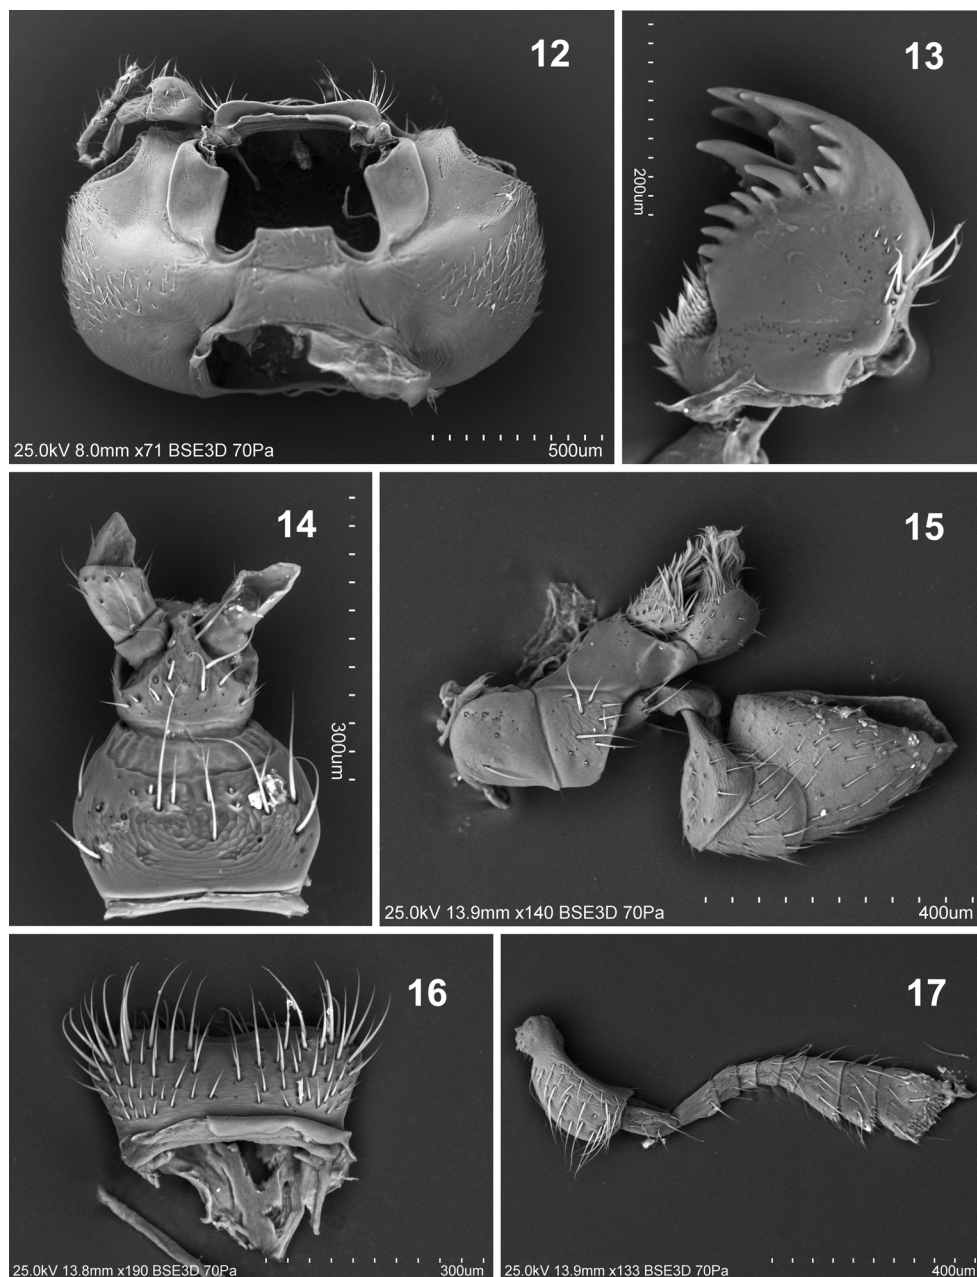 12
13
200um
25.0kV 8.0mm x71 BSE3D 70Pa
500um
14
300um
15
25.0kV 13.9mm x140 BSE3D 70Pa
400um
16
25.0kV 13.8mm x190 BSE3D 70Pa
300um
17
25.0kV 13.9mm x133 BSE3D 70Pa
400um